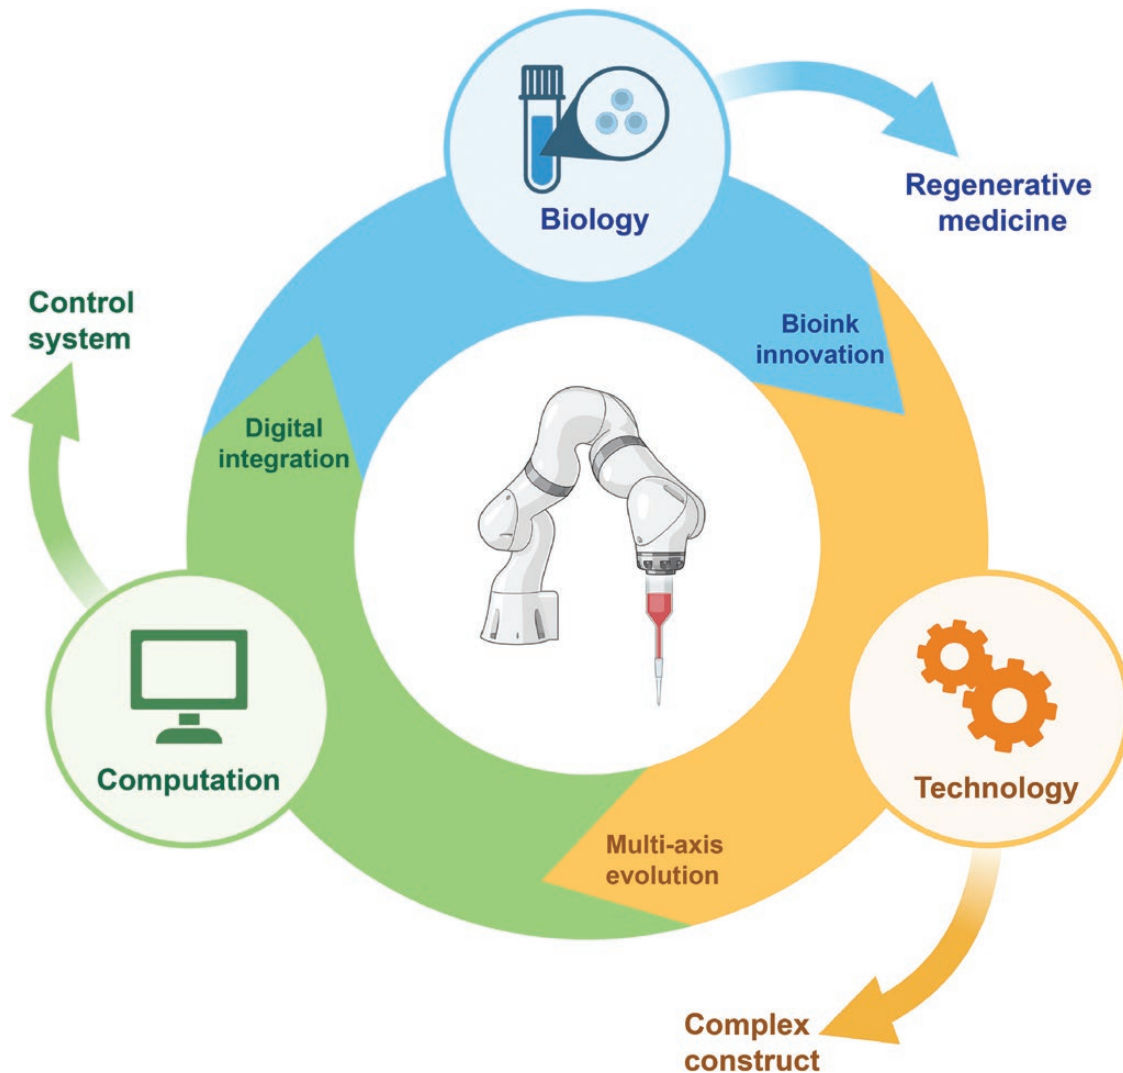 Biology
Regenerative
medicine
Bioink
innovation
Control
system
Digital
integration
Computation
Technology
Multi-axis
evolution
Complex
construct